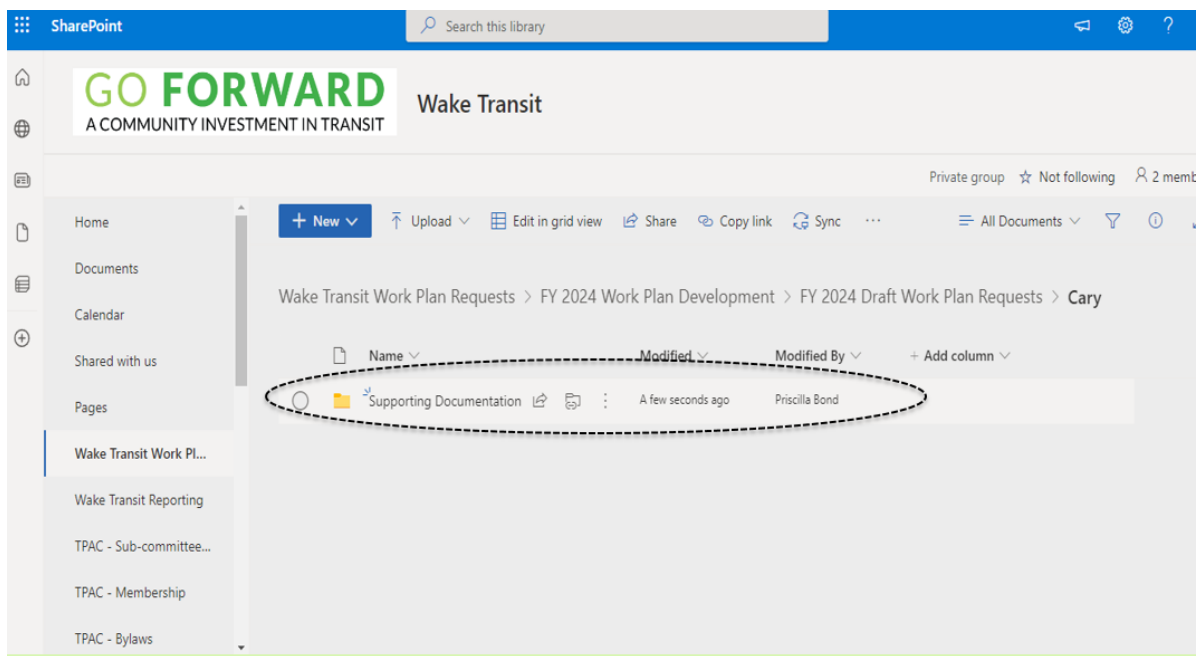 SharePoint
Search this library
?
GO FORWARD
A COMMUNITY INVESTMENT IN TRANSIT
Wake Transit
Private group Not following 2 memb
Home
Documents
Calendar
Shared with us
Pages
Wake Transit Work Pl...
Wake Transit Reporting
TPAC - Sub-committee...
TPAC - Membership
TPAC - Bylaws
+ New Upload Edit in grid view Share Copy link Sync ... All Documents
Wake Transit Work Plan Requests > FY 2024 Work Plan Development > FY 2024 Draft Work Plan Requests > Cary
Name Modified Modified By + Add column
Supporting Documentation A few seconds ago Priscilla Bond